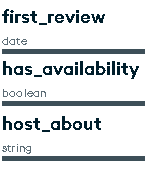 first_review
date
has_availability
boolean
host_about
string